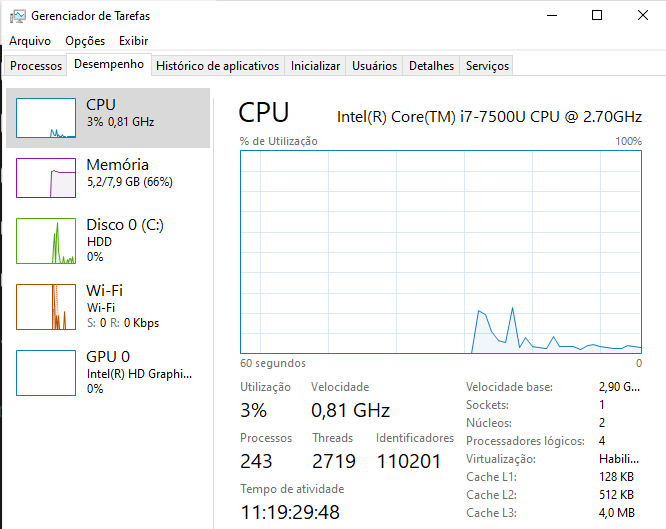 Gerenciador de Tarefas
Arquivo Opções Exibir
Processos Desempenho Histórico de aplicativos Inicializar Usuários Detalhes Serviços
CPU
3% 0,81 GHz
Memória
5,2/7,9 GB (66%)
Disco 0 (C:)
HDD
0%
Wi-Fi
Wi-Fi
S: 0 R: 0 Kbps
GPU 0
Intel(R) HD Graphi...
0%
CPU Intel(R) Core(TM) i7-7500U CPU @ 2.70GHz
% de Utilização 100%
60 segundos 0
Utilização Velocidade
3% 0,81 GHz
Processos Threads Identificadores
243 2719 110201
Tempo de atividade
11:19:29:48
Velocidade base: 2,90 G...
Sockets: 1
Núcleos: 2
Processadores lógicos: 4
Virtualização: Habili...
Cache L1: 128 KB
Cache L2: 512 KB
Cache L3: 4,0 MB